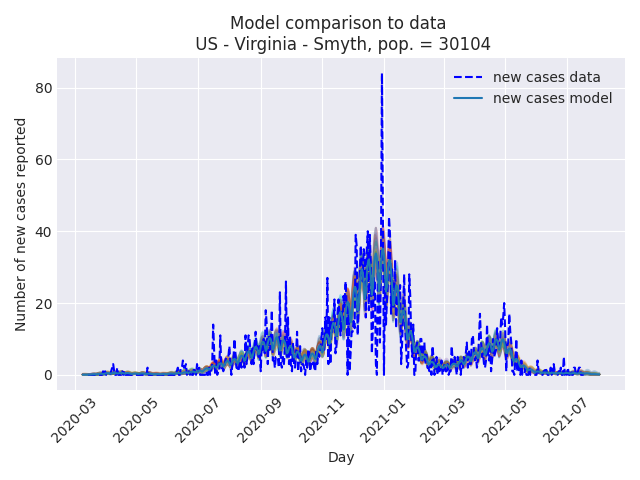 Model comparison to data
US - Virginia - Smyth, pop. = 30104
new cases data
new cases model
Number of new cases reported
80
60
40
20
0
2020-03
2020-05
2020-07
2020-09
2020-11
2021-01
2021-03
2021-05
2021-07
Day